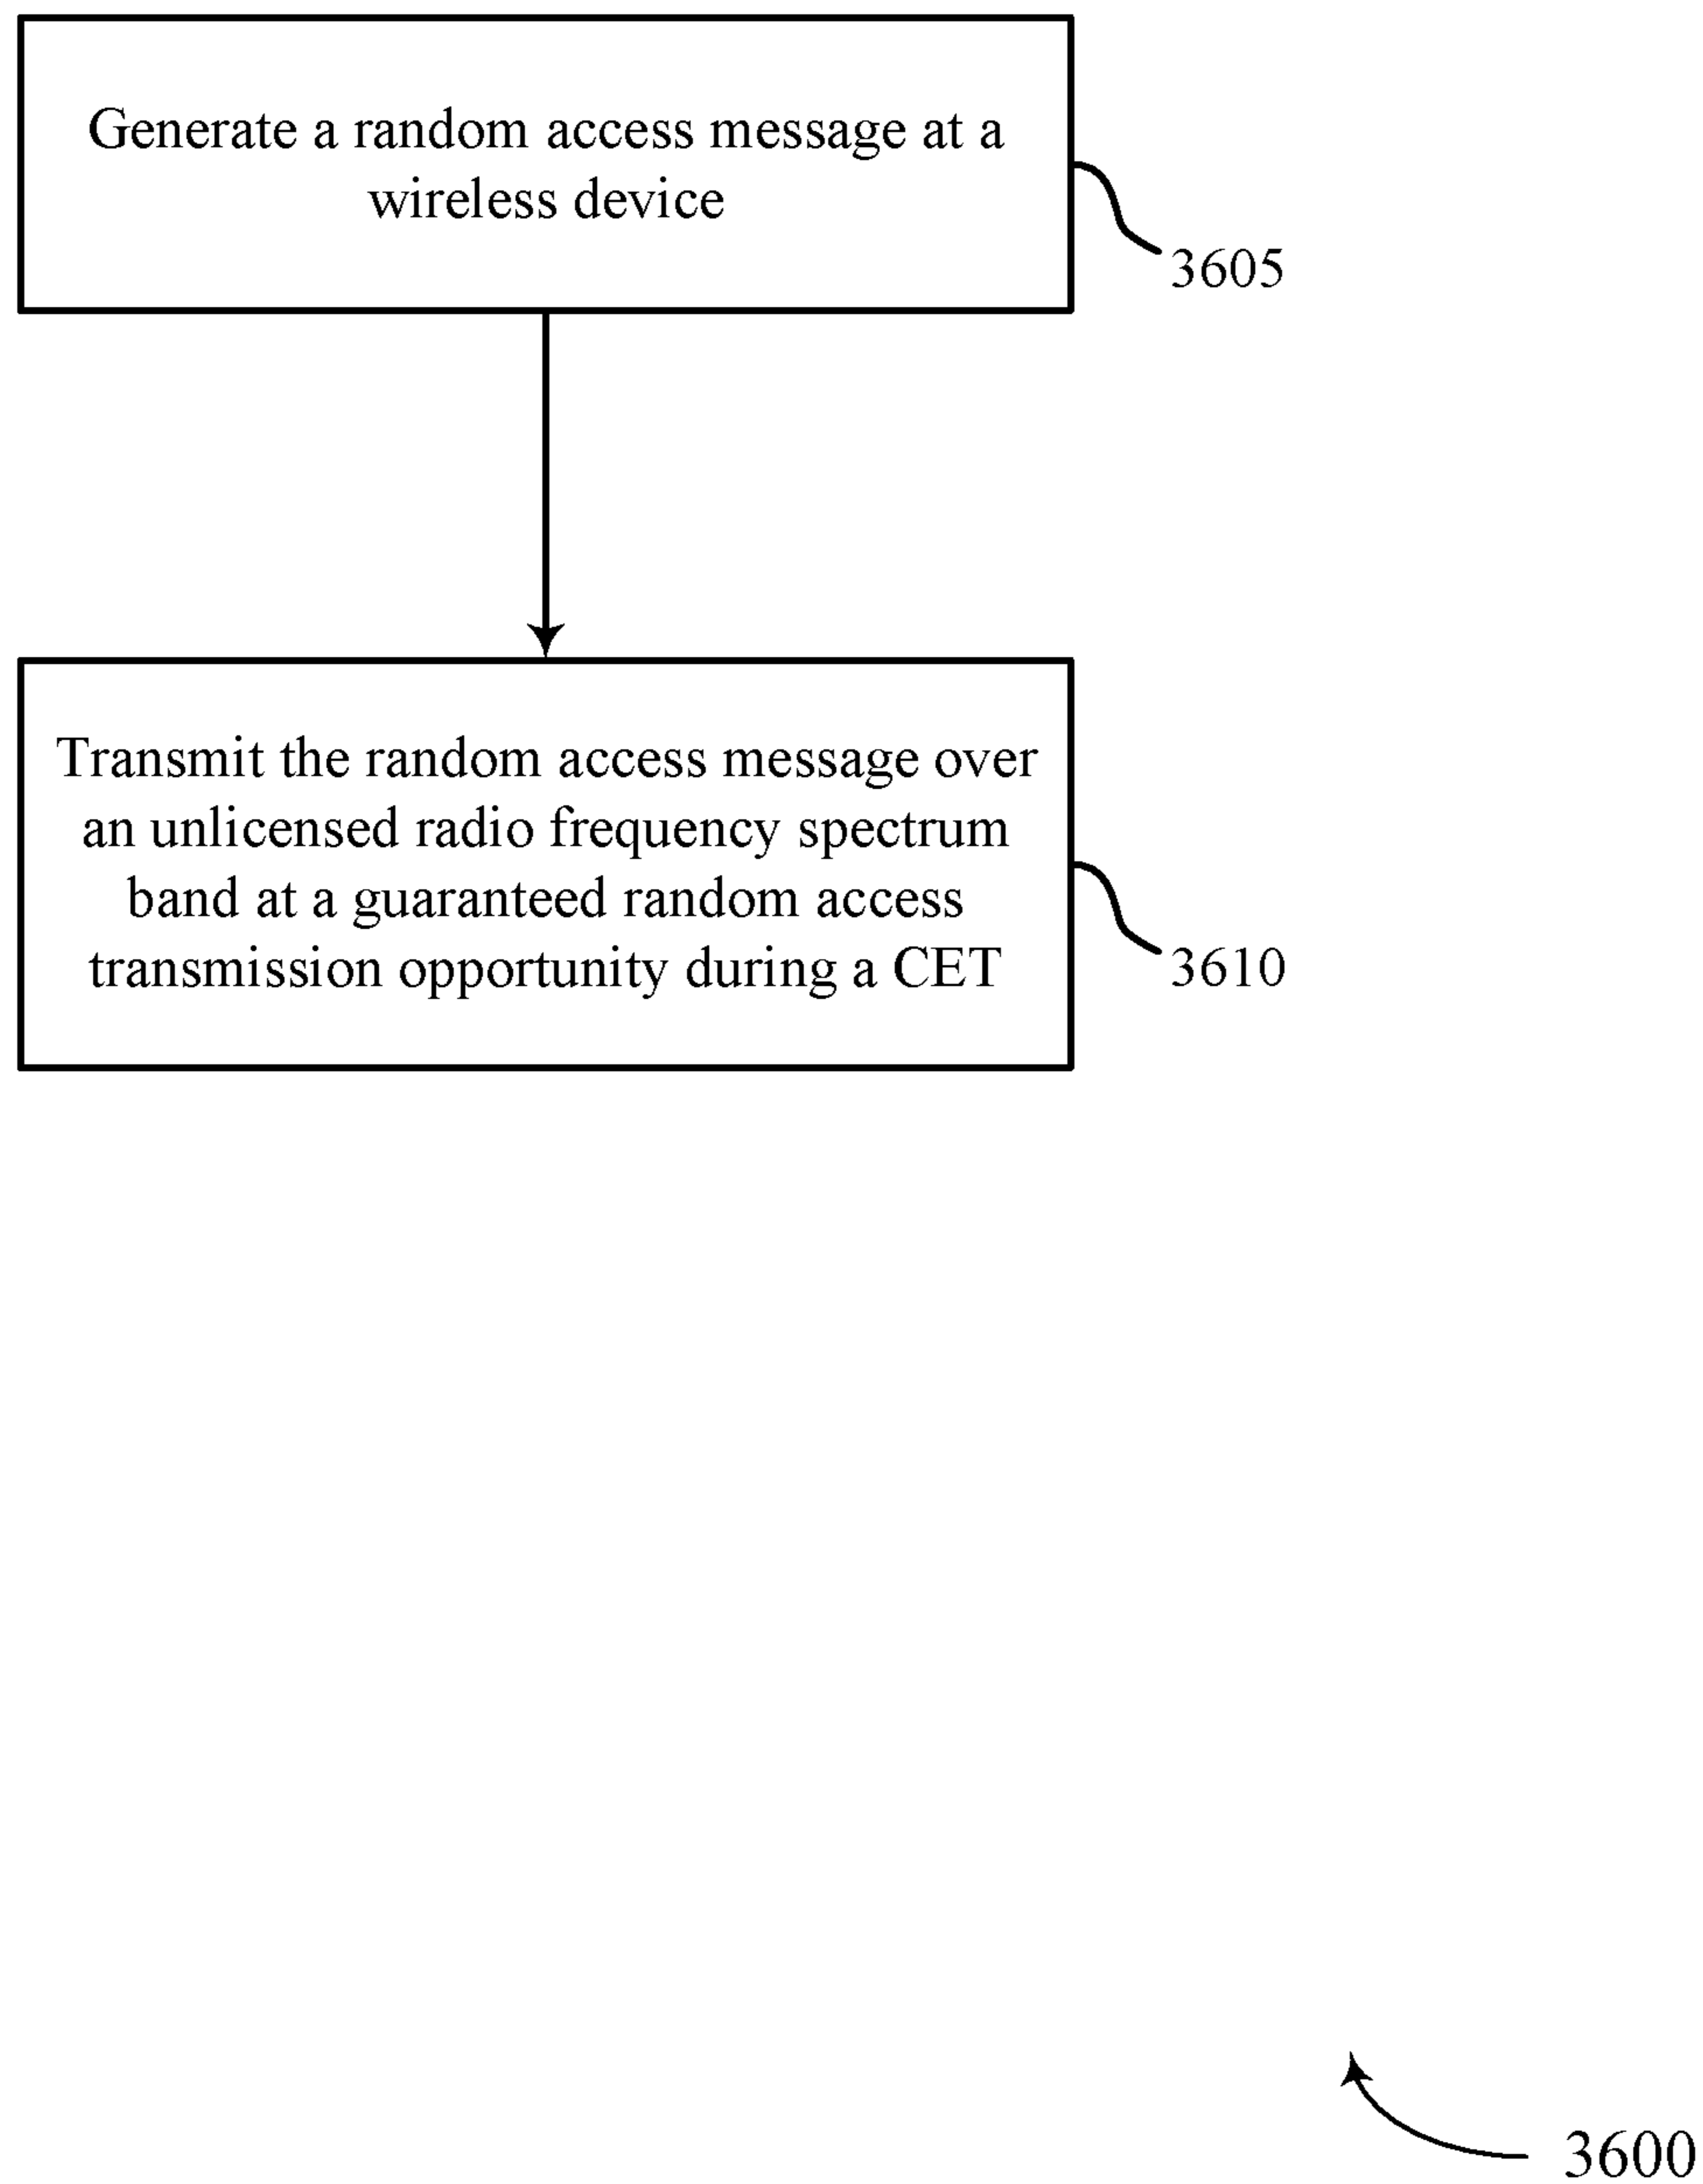 Generate a random access message at a
wireless device
3605
Transmit the random access message over
an unlicensed radio frequency spectrum
band at a guaranteed random access
transmission opportunity during a CET
3610
3600